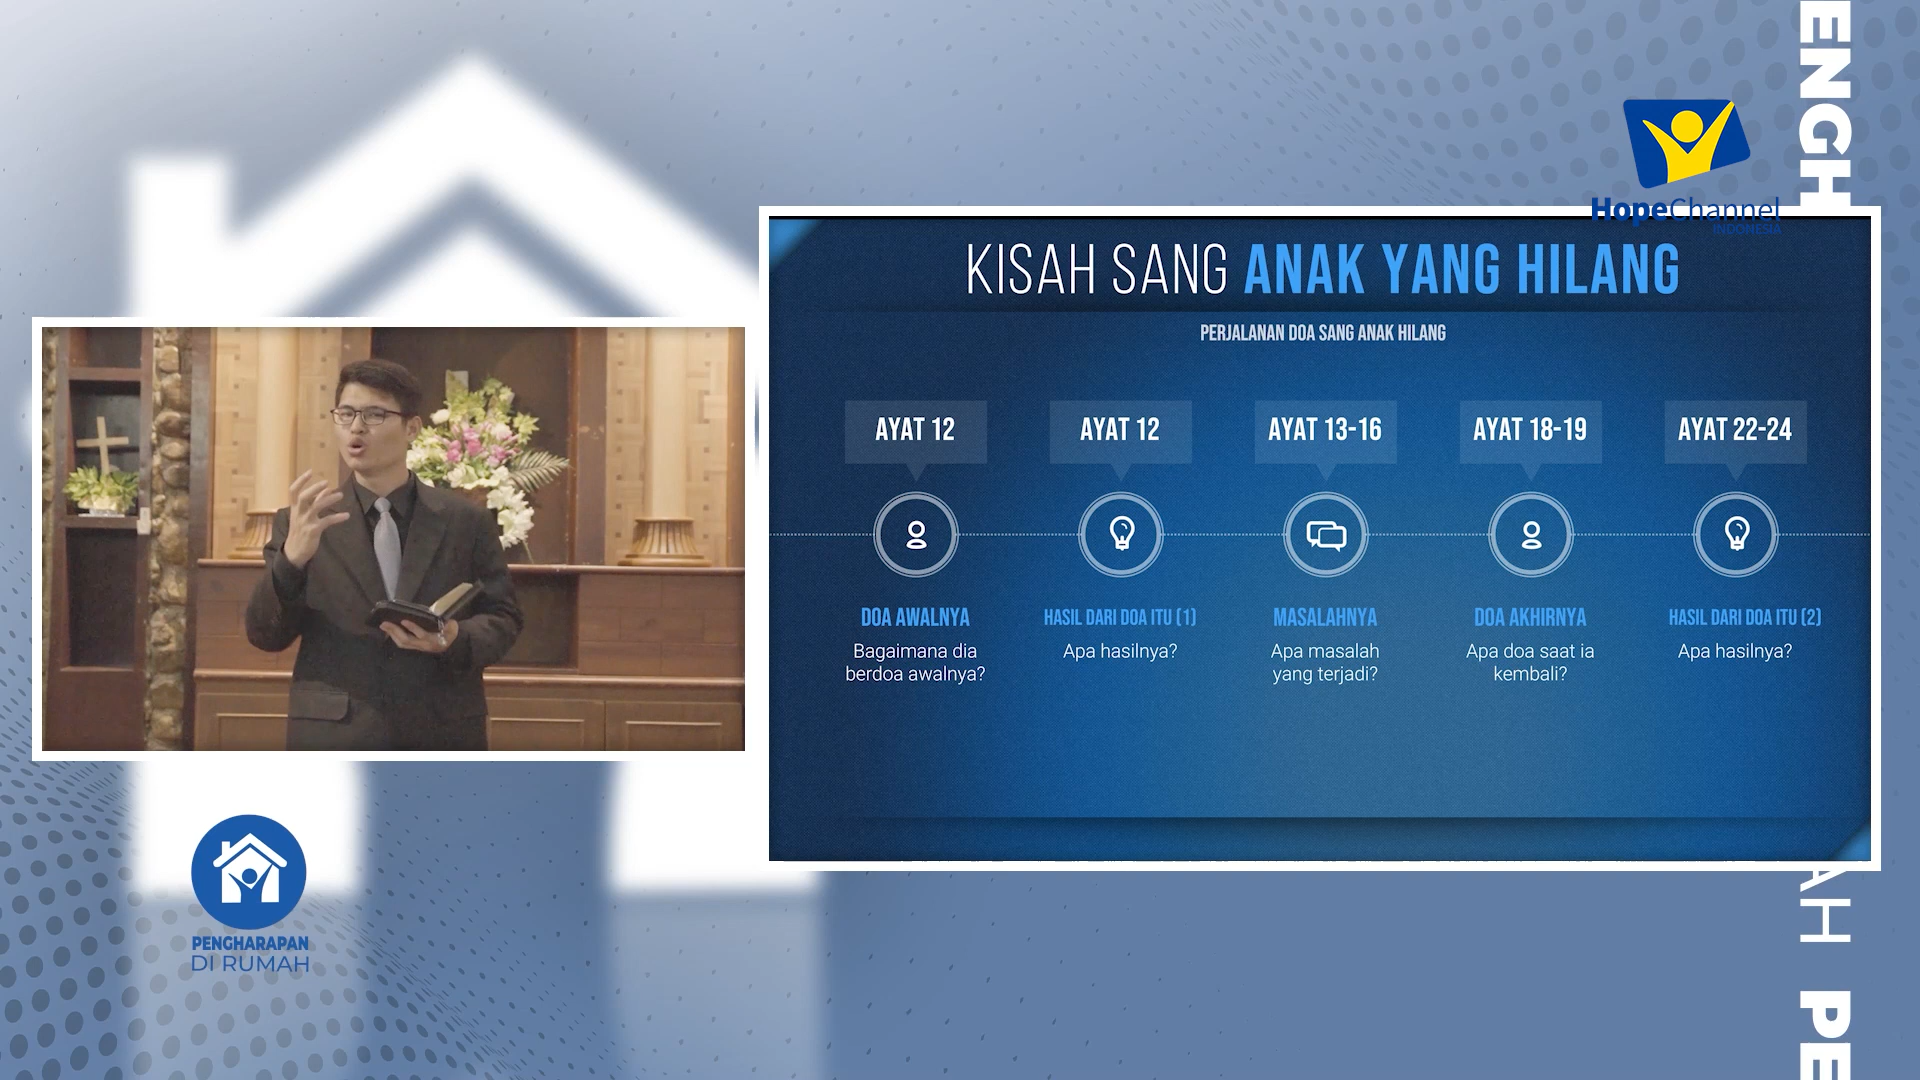 ENGH
HopeChannel
INDONESIA
KISAH SANG ANAK YANG HILANG
PERJALANAN DOA SANG ANAK HILANG
AYAT 12
AYAT 12
AYAT 13-16
AYAT 18-19
AYAT 22-24
DOA AWALNYA
Bagaimana dia
berdoa awalnya?
HASIL DARI DOA ITU (1)
Apa hasilnya?
MASALAHNYA
Apa masalah
yang terjadi?
DOA AKHIRNYA
Apa doa saat ia
kembali?
HASIL DARI DOA ITU (2)
Apa hasilnya?
PENGHARAPAN
DI RUMAH
AH PE